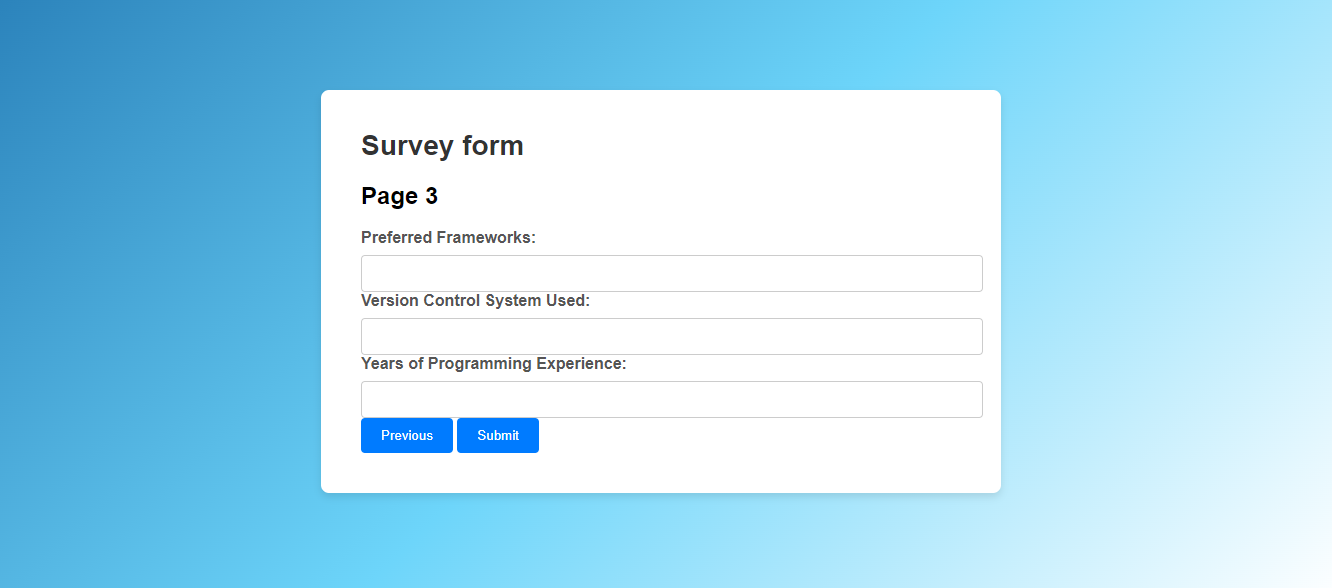 Survey form
Page 3
Preferred Frameworks:
Version Control System Used:
Years of Programming Experience:
Previous Submit